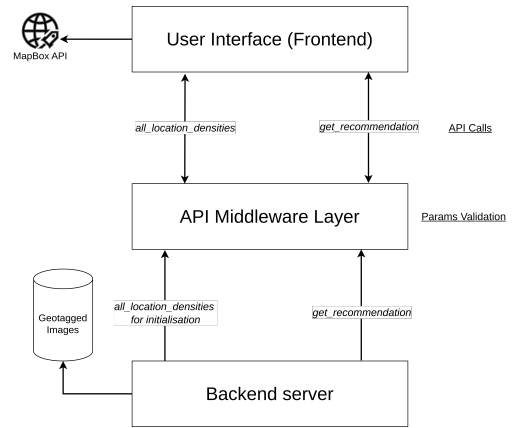 User Interface (Frontend)
MapBox API
all_location_densities
get_recommendation
API Calls
API Middleware Layer
Params Validation
Geotagged
Images
all_location_densities
for initialisation
get_recommendation
Backend server